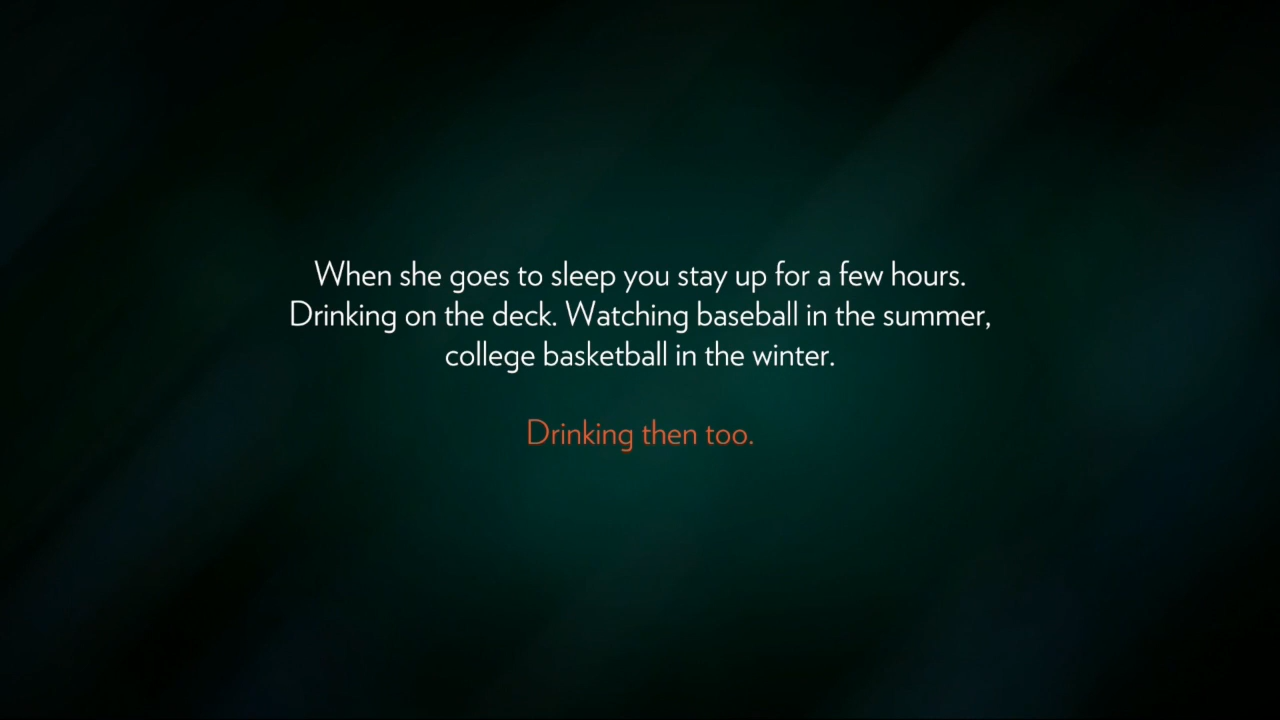 When she goes to sleep you stay up for a few hours.
Drinking on the deck. Watching baseball in the summer,
college basketball in the winter.
Drinking then too.